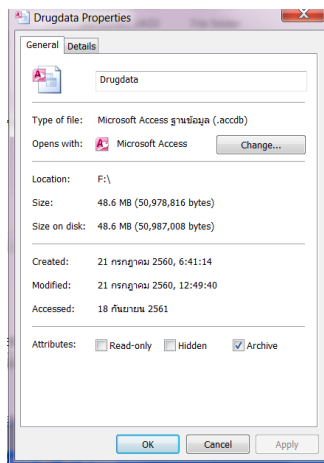 Drugdata Properties
General Details
Drugdata
Type of file: Microsoft Access ฐานข้อมูล (.accdb)
Opens with: Microsoft Access Change...
Location: F:\
Size: 48.6 MB (50,978,816 bytes)
Size on disk: 48.6 MB (50,987,008 bytes)
Created: 21 กรกฎาคม 2560, 6:41:14
Modified: 21 กรกฎาคม 2560, 12:49:40
Accessed: 18 กันยายน 2561
Attributes: Read-only Hidden Archive
OK Cancel Apply